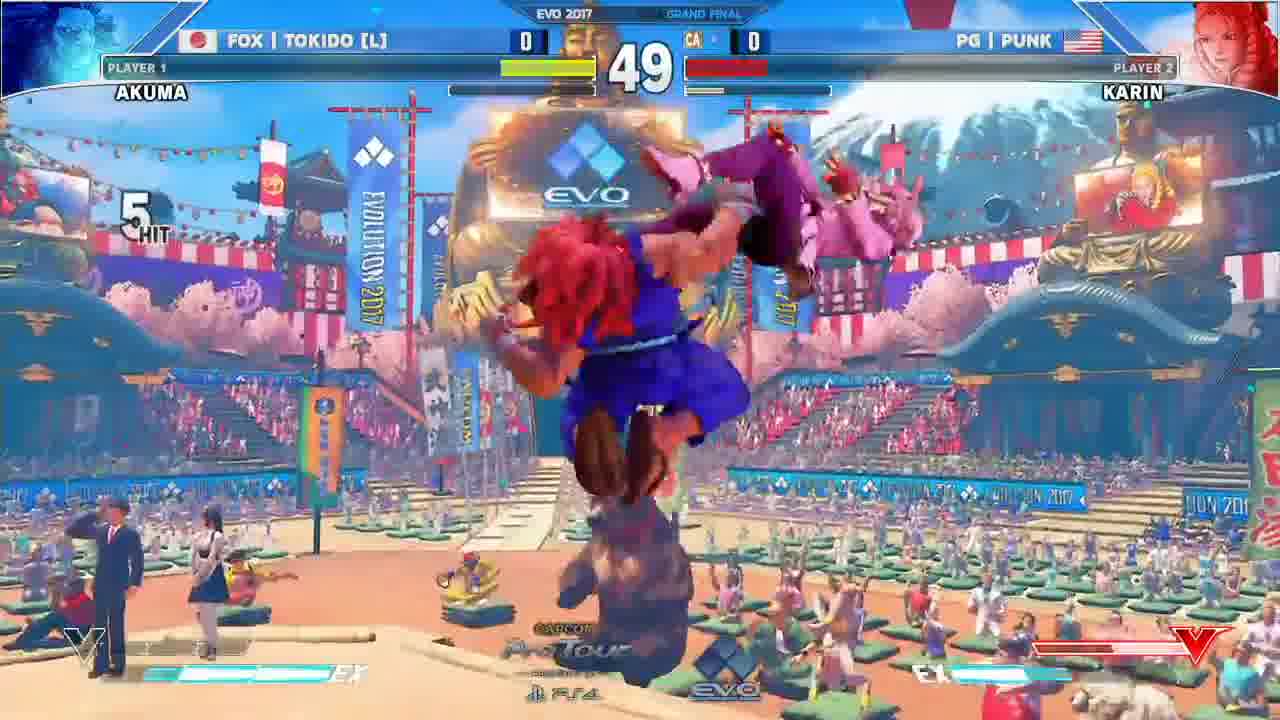 EVO 2017 GRAND FINAL
FOX | TOKIDO [L] 0 49 CA 0 PG | PUNK
PLAYER 1 PLAYER 2
AKUMA KARIN
EVO
EVOLUTION 2017
5 HIT
CAPCOM
Pro Tour
PS4
EVO
EX EX